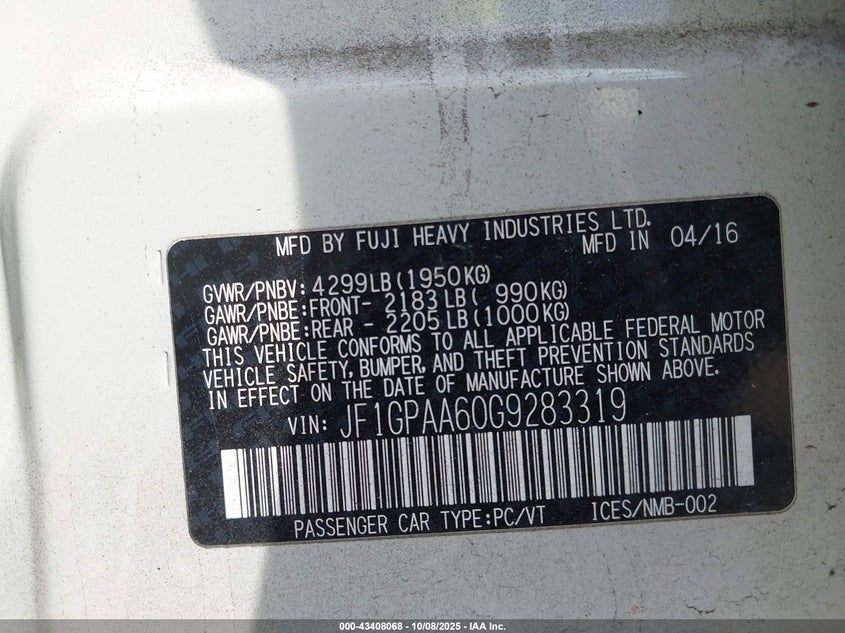 MFD BY FUJI HEAVY INDUSTRIES LTD.
MFD IN 04/16
GVWR/PNBV: 4299LB(1950KG)
GAWR/PNBE:FRONT- 2183LB( 990KG)
GAWR/PNBE:REAR - 2205LB(1000KG)
THIS VEHICLE CONFORMS TO ALL APPLICABLE FEDERAL MOTOR
VEHICLE SAFETY, BUMPER, AND THEFT PREVENTION STANDARDS
IN EFFECT ON THE DATE OF MANUFACTURE SHOWN ABOVE.
VIN: JF1GPAA60G9283319
PASSENGER CAR TYPE:PC/VT ICES/NMB-002
000-43408068 - 10/08/2025 - IAA Inc.